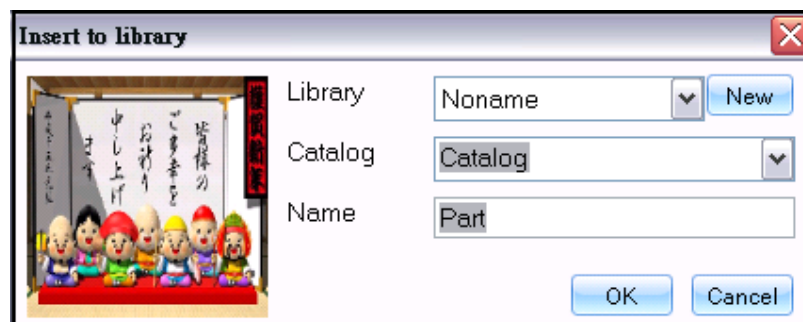 Insert to library
Library
Noname
New
Catalog
Catalog
Name
Part
OK
Cancel
皆様の
ご多幸を
お祈り
申し上げ
ます